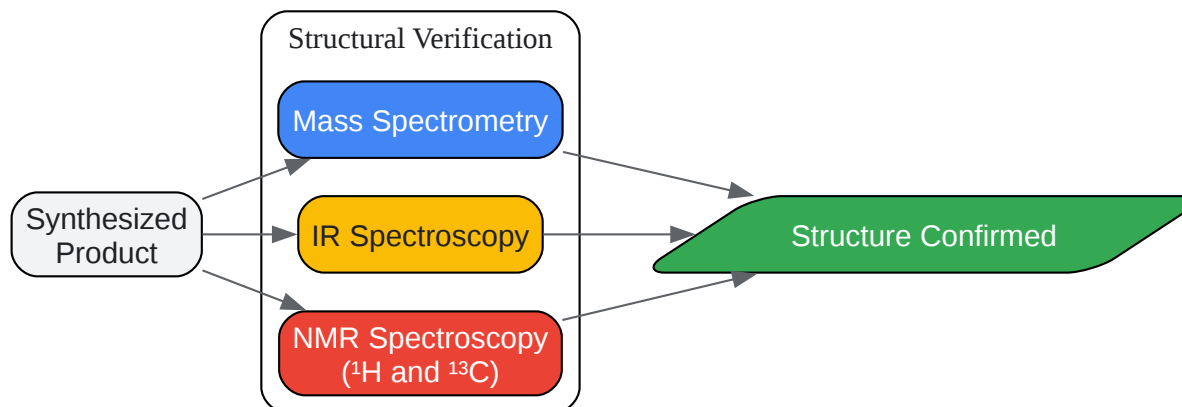 Structural Verification
Mass Spectrometry
Synthesized
Product
IR Spectroscopy
Structure Confirmed
NMR Spectroscopy
(¹H and ¹³C)